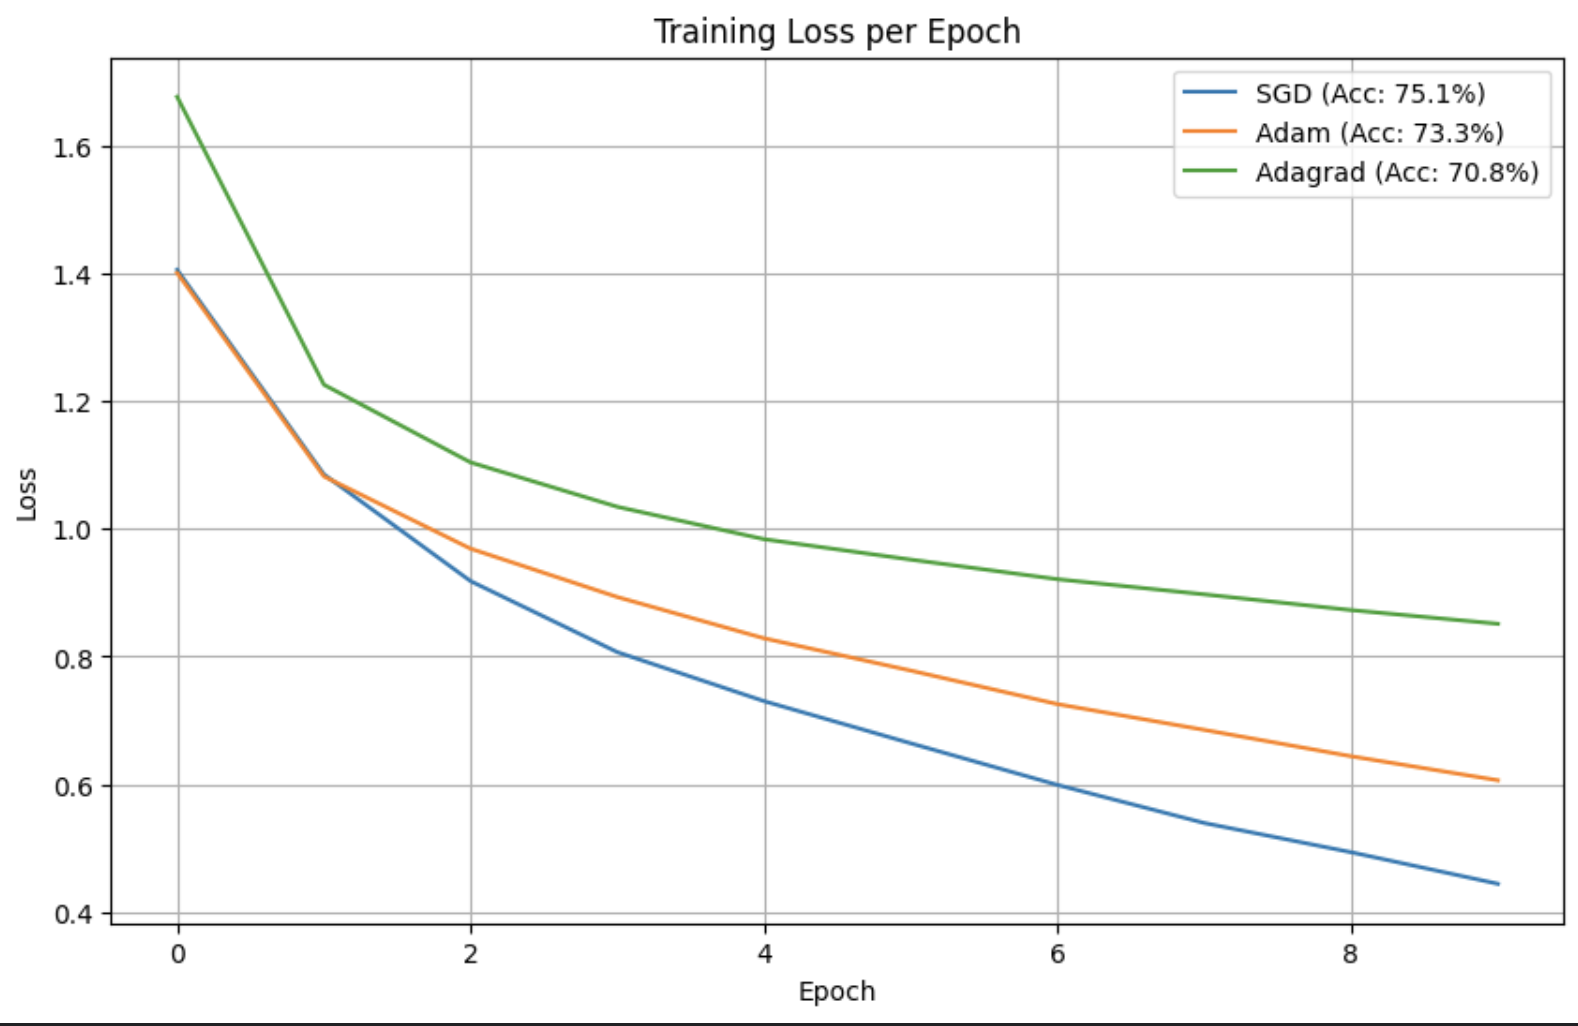 Training Loss per Epoch
SGD (Acc: 75.1%)
Adam (Acc: 73.3%)
Adagrad (Acc: 70.8%)
1.6
1.4
1.2
1.0
0.8
0.6
0.4
Loss
0 2 4 6 8
Epoch